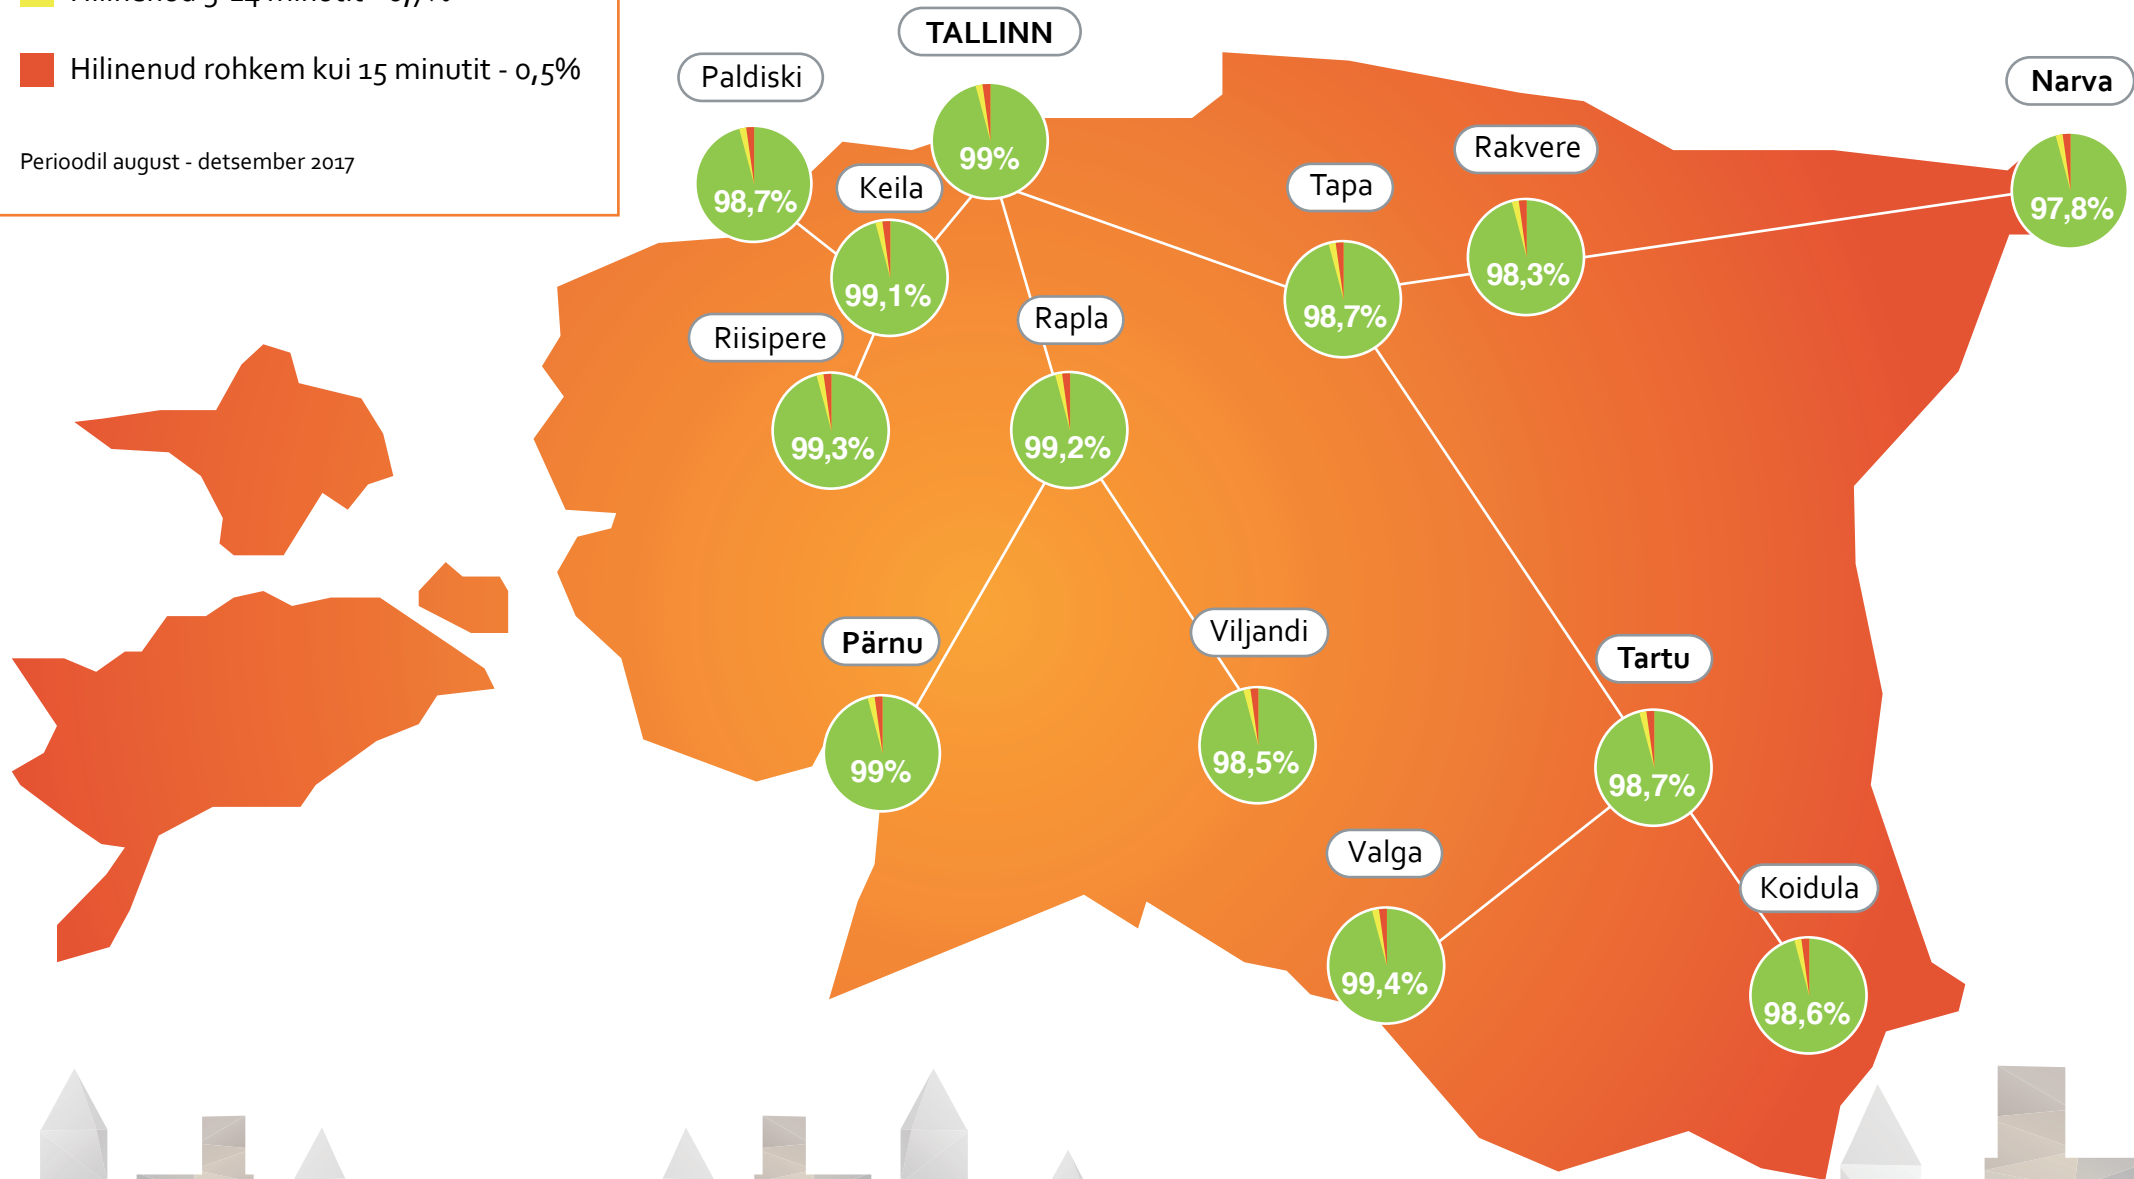 Hilinenud rohkem kui 15 minutit - 0,5%
Perioodil august - detsember 2017
TALLINN
99%
Paldiski
98,7%
Keila
99,1%
Riisipere
99,3%
Rapla
99,2%
Tapa
98,7%
Rakvere
98,3%
Narva
97,8%
Pärnu
99%
Viljandi
98,5%
Tartu
98,7%
Valga
99,4%
Koidula
98,6%